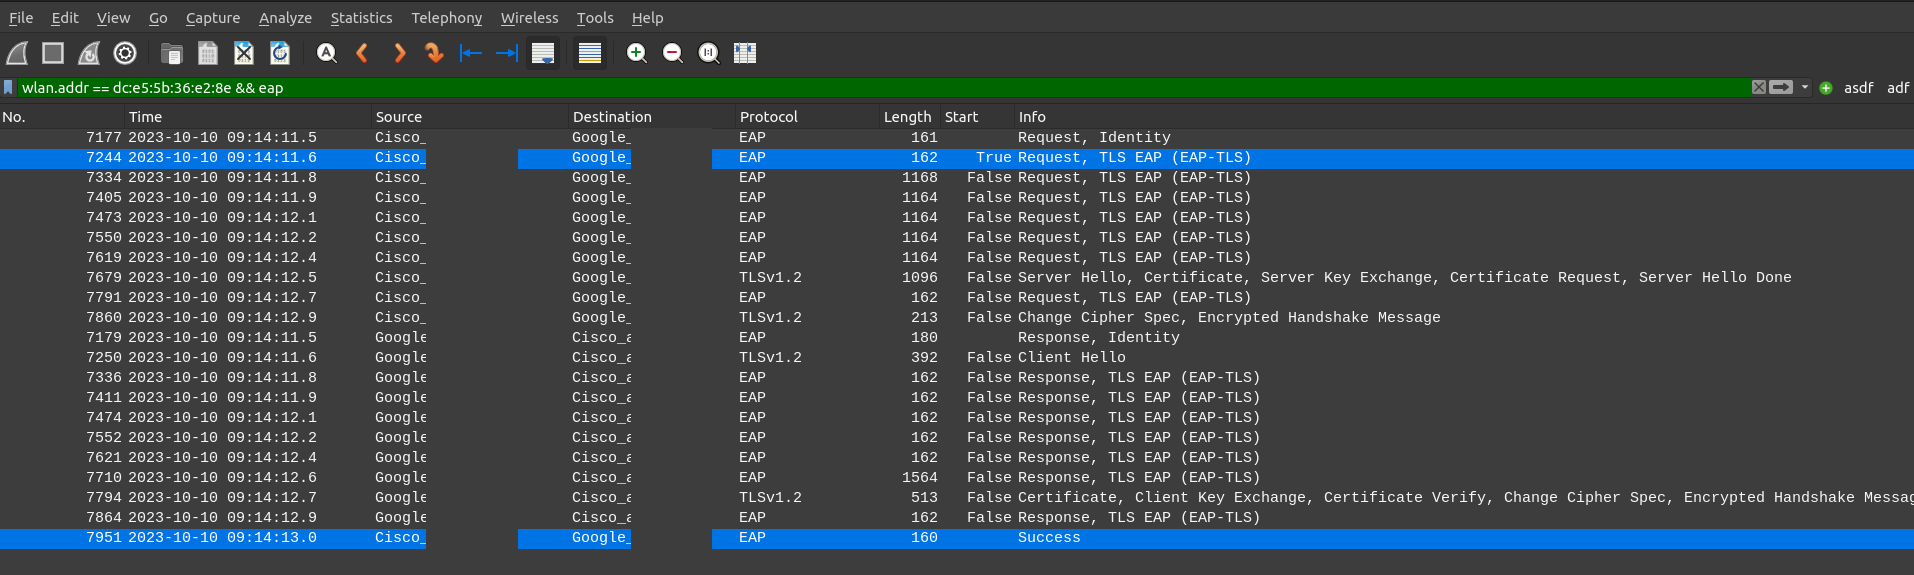 File Edit View Go Capture Analyze Statistics Telephony Wireless Tools Help
wlan.addr == dc:e5:5b:36:e2:8e && eap asdf adf
No. Time Source Destination Protocol Length Start Info
7177 2023-10-10 09:14:11.5 Cisco_ Google_ EAP 161 Request, Identity
7244 2023-10-10 09:14:11.6 Cisco_ Google_ EAP 162 True Request, TLS EAP (EAP-TLS)
7334 2023-10-10 09:14:11.8 Cisco_ Google_ EAP 1168 False Request, TLS EAP (EAP-TLS)
7405 2023-10-10 09:14:11.9 Cisco_ Google_ EAP 1164 False Request, TLS EAP (EAP-TLS)
7473 2023-10-10 09:14:12.1 Cisco_ Google_ EAP 1164 False Request, TLS EAP (EAP-TLS)
7550 2023-10-10 09:14:12.2 Cisco_ Google_ EAP 1164 False Request, TLS EAP (EAP-TLS)
7619 2023-10-10 09:14:12.4 Cisco_ Google_ EAP 1164 False Request, TLS EAP (EAP-TLS)
7679 2023-10-10 09:14:12.5 Cisco_ Google_ TLSv1.2 1096 False Server Hello, Certificate, Server Key Exchange, Certificate Request, Server Hello Done
7791 2023-10-10 09:14:12.7 Cisco_ Google_ EAP 162 False Request, TLS EAP (EAP-TLS)
7860 2023-10-10 09:14:12.9 Cisco_ Google_ TLSv1.2 213 False Change Cipher Spec, Encrypted Handshake Message
7179 2023-10-10 09:14:11.5 Google Cisco_a EAP 180 Response, Identity
7250 2023-10-10 09:14:11.6 Google Cisco_a TLSv1.2 392 False Client Hello
7336 2023-10-10 09:14:11.8 Google Cisco_a EAP 162 False Response, TLS EAP (EAP-TLS)
7411 2023-10-10 09:14:11.9 Google Cisco_a EAP 162 False Response, TLS EAP (EAP-TLS)
7474 2023-10-10 09:14:12.1 Google Cisco_a EAP 162 False Response, TLS EAP (EAP-TLS)
7552 2023-10-10 09:14:12.2 Google Cisco_a EAP 162 False Response, TLS EAP (EAP-TLS)
7621 2023-10-10 09:14:12.4 Google Cisco_a EAP 162 False Response, TLS EAP (EAP-TLS)
7710 2023-10-10 09:14:12.6 Google Cisco_a EAP 1564 False Response, TLS EAP (EAP-TLS)
7794 2023-10-10 09:14:12.7 Google Cisco_a TLSv1.2 513 False Certificate, Client Key Exchange, Certificate Verify, Change Cipher Spec, Encrypted Handshake Messag
7864 2023-10-10 09:14:12.9 Google Cisco_a EAP 162 False Response, TLS EAP (EAP-TLS)
7951 2023-10-10 09:14:13.0 Cisco_ Google_ EAP 160 Success